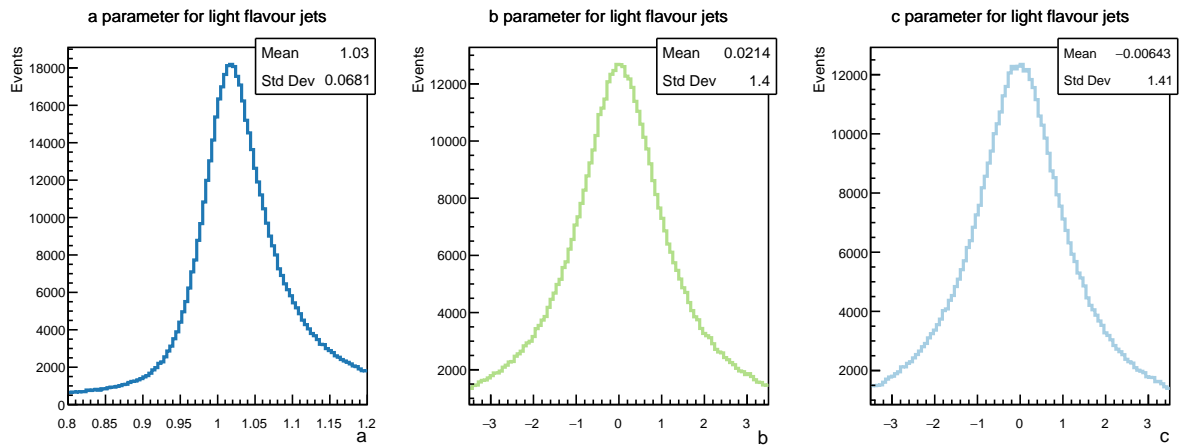 a parameter for light flavour jets
Events
Mean 1.03
Std Dev 0.0681
18000
16000
14000
12000
10000
8000
6000
4000
2000
0
0.8 0.85 0.9 0.95 1 1.05 1.1 1.15 1.2
a
b parameter for light flavour jets
Events
Mean 0.0214
Std Dev 1.4
12000
10000
8000
6000
4000
2000
−3 −2 −1 0 1 2 3
b
c parameter for light flavour jets
Events
Mean −0.00643
Std Dev 1.41
12000
10000
8000
6000
4000
2000
−3 −2 −1 0 1 2 3
c